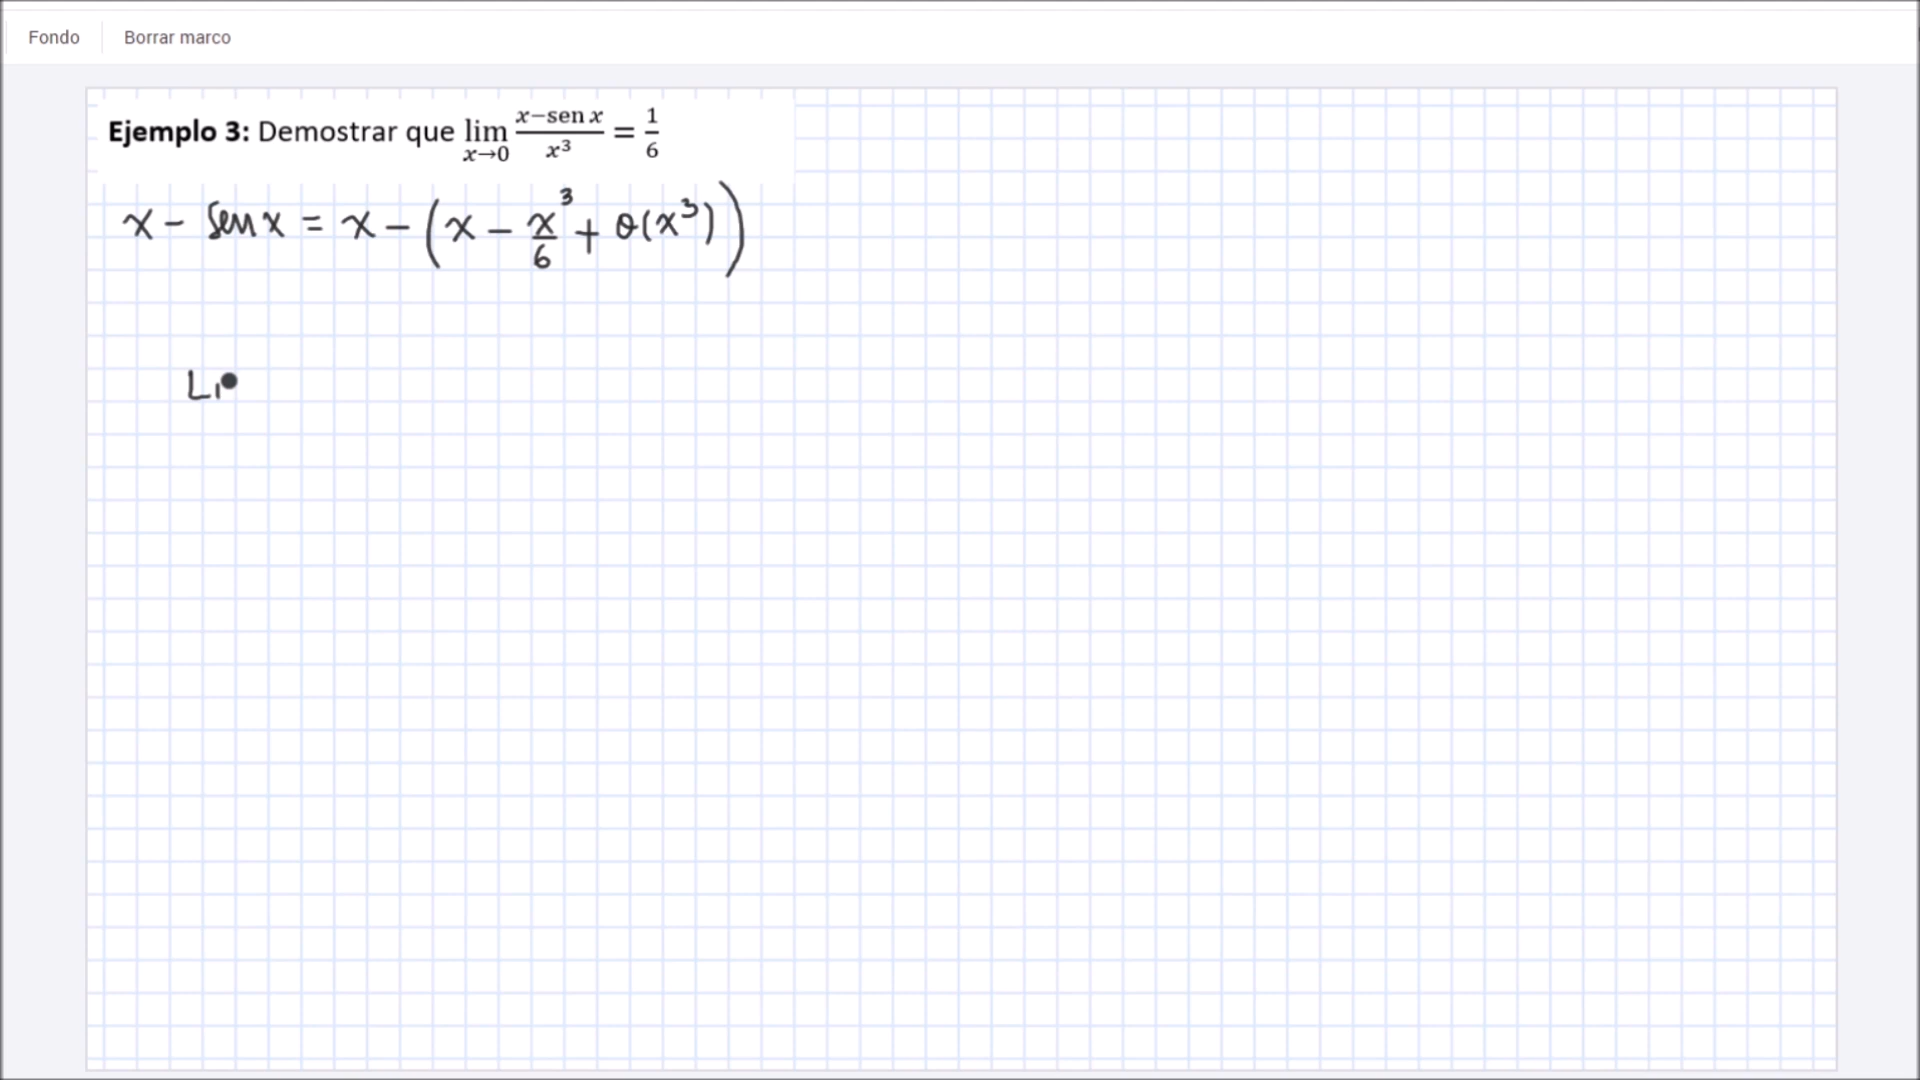 Fondo
Borrar marco
Ejemplo 3: Demostrar que lim x→0 (x−sen x)/x³ = 1/6
x − Sen x = x − (x − x³/6 + θ(x³))
Li